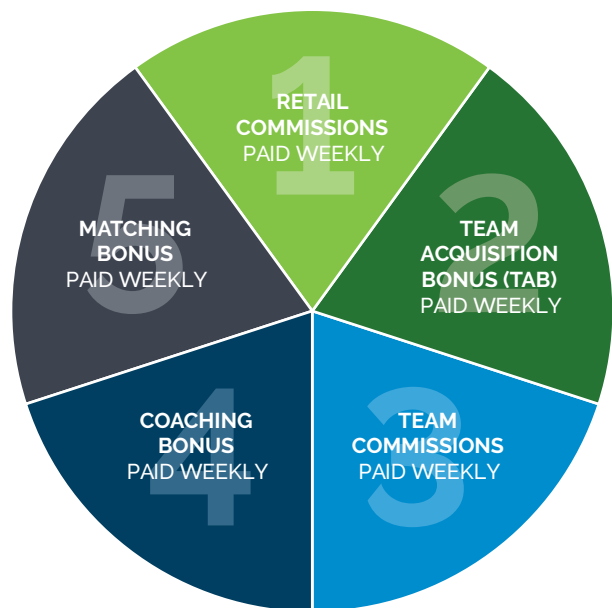 1
RETAIL
COMMISSIONS
PAID WEEKLY
2
TEAM
ACQUISITION
BONUS (TAB)
PAID WEEKLY
3
TEAM
COMMISSIONS
PAID WEEKLY
4
COACHING
BONUS
PAID WEEKLY
5
MATCHING
BONUS
PAID WEEKLY